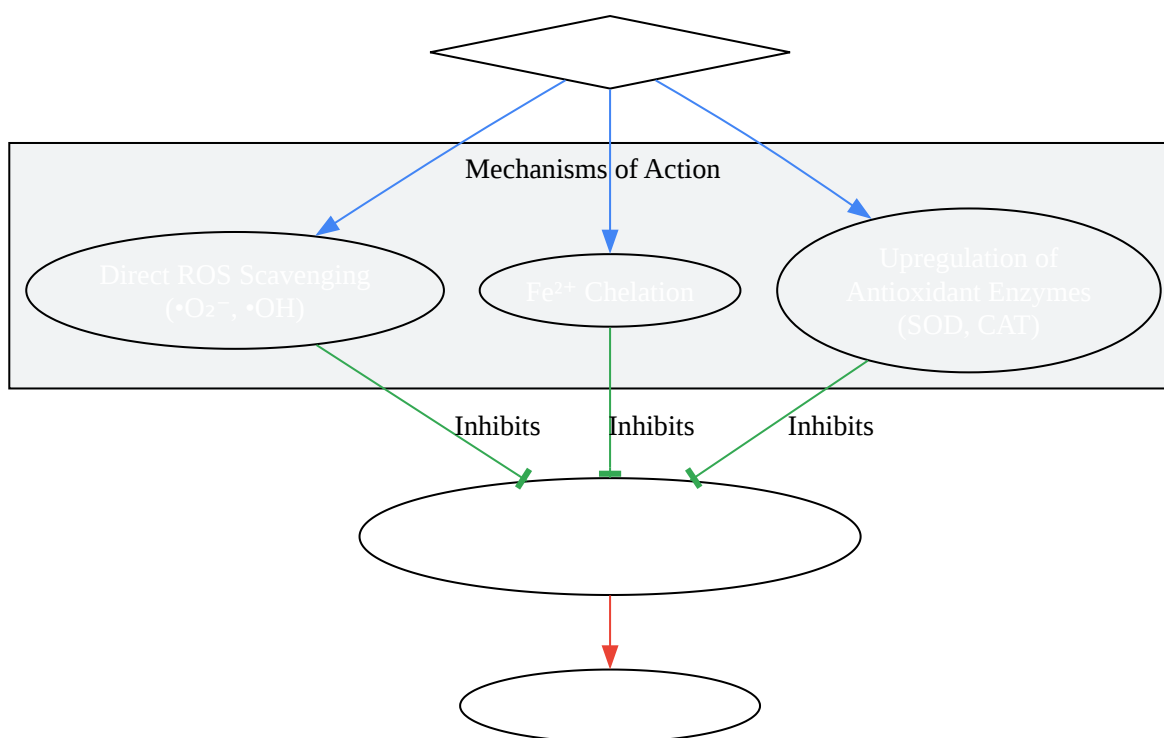 Mechanisms of Action
Direct ROS Scavenging
(•O₂⁻, •OH)
Fe²⁺ Chelation
Upregulation of
Antioxidant Enzymes
(SOD, CAT)
Inhibits
Inhibits
Inhibits